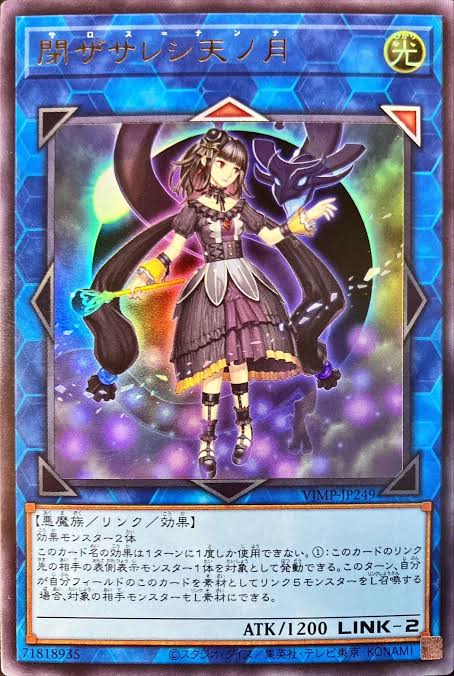 サロス＝ナンナ
閉ザサレシ天ノ月
ひかり
光
VJMP-JP249
【悪魔族／リンク／効果】
効果モンスター２体
このカード名の効果は１ターンに１度しか使用できない。①：このカードのリンク
先の相手の表側表示モンスター１体を対象として発動できる。このターン、自分
が自分フィールドのこのカードを素材としてリンク５モンスターをL召喚する
場合、対象の相手モンスターもL素材にできる。
ATK/1200 LINK-2
71818935 ©スタジオ・ダイス／集英社・テレビ東京・KONAMI